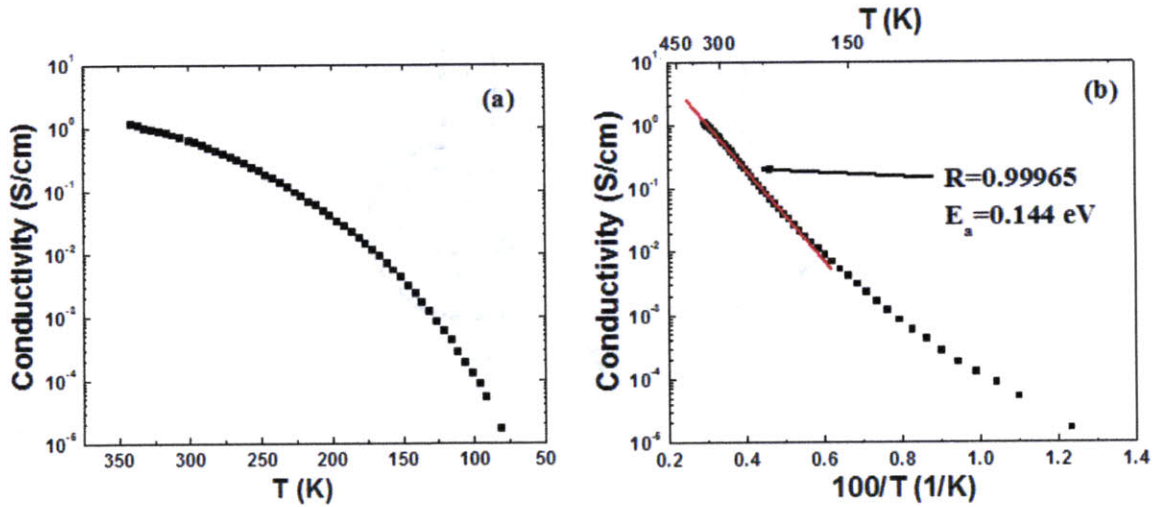 (a)
10¹
10⁰
10⁻¹
10⁻²
10⁻³
10⁻⁴
10⁻⁵
Conductivity (S/cm)
350 300 250 200 150 100 50
T (K)
T (K)
450 300 150
(b)
10¹
10⁰
10⁻¹
10⁻²
10⁻³
10⁻⁴
10⁻⁵
Conductivity (S/cm)
R=0.99965
Eₐ=0.144 eV
0.2 0.4 0.6 0.8 1.0 1.2 1.4
100/T (1/K)